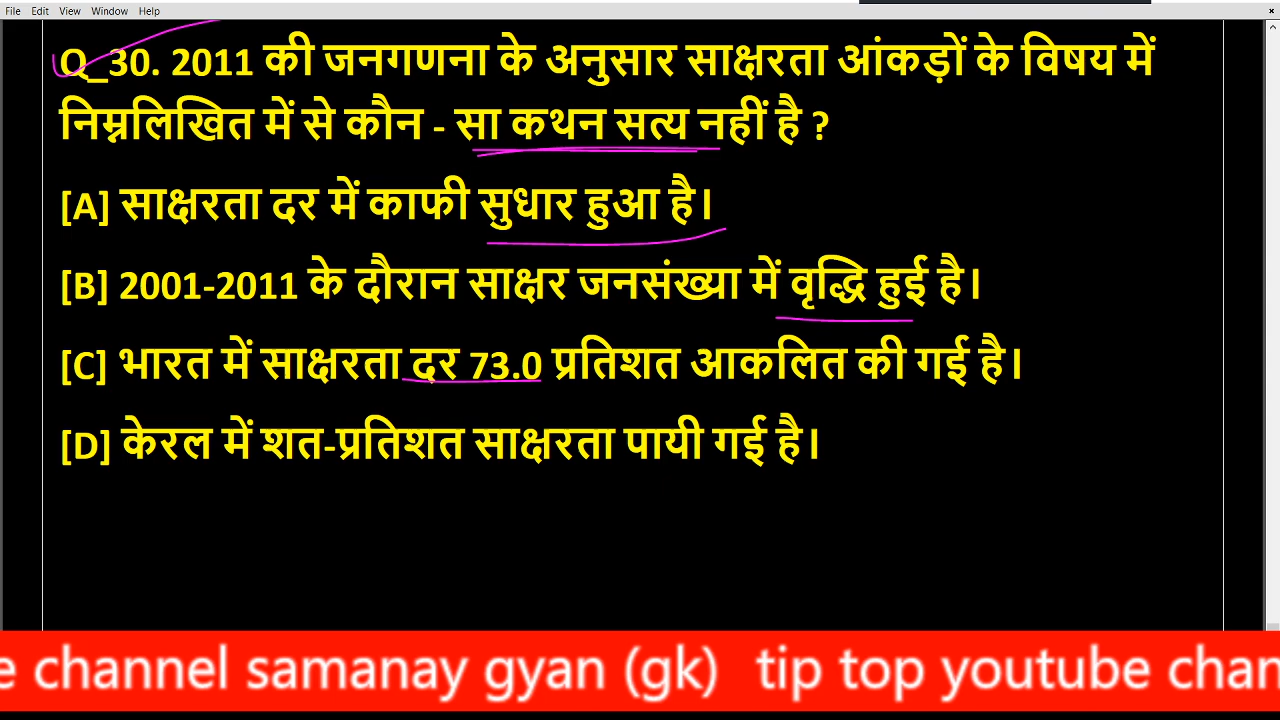 File Edit View Window Help
Q_30. 2011 की जनगणना के अनुसार साक्षरता आंकड़ों के विषय में
निम्नलिखित में से कौन - सा कथन सत्य नहीं है ?
[A] साक्षरता दर में काफी सुधार हुआ है।
[B] 2001-2011 के दौरान साक्षर जनसंख्या में वृद्धि हुई है।
[C] भारत में साक्षरता दर 73.0 प्रतिशत आकलित की गई है।
[D] केरल में शत-प्रतिशत साक्षरता पायी गई है।
e channel samanay gyan (gk) tip top youtube chan